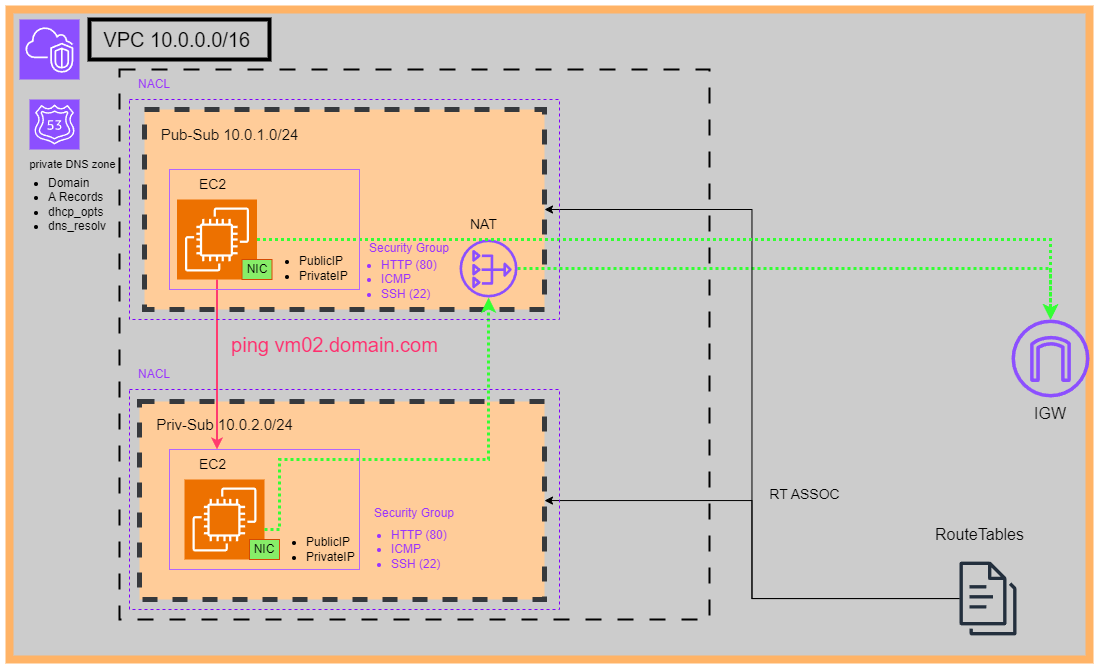 VPC 10.0.0.0/16
NACL
53
private DNS zone
Domain
A Records
dhcp_opts
dns_resolv
Pub-Sub 10.0.1.0/24
EC2
NIC
PublicIP
PrivateIP
Security Group
HTTP (80)
ICMP
SSH (22)
NAT
ping vm02.domain.com
IGW
NACL
Priv-Sub 10.0.2.0/24
EC2
NIC
PublicIP
PrivateIP
Security Group
HTTP (80)
ICMP
SSH (22)
RT ASSOC
RouteTables